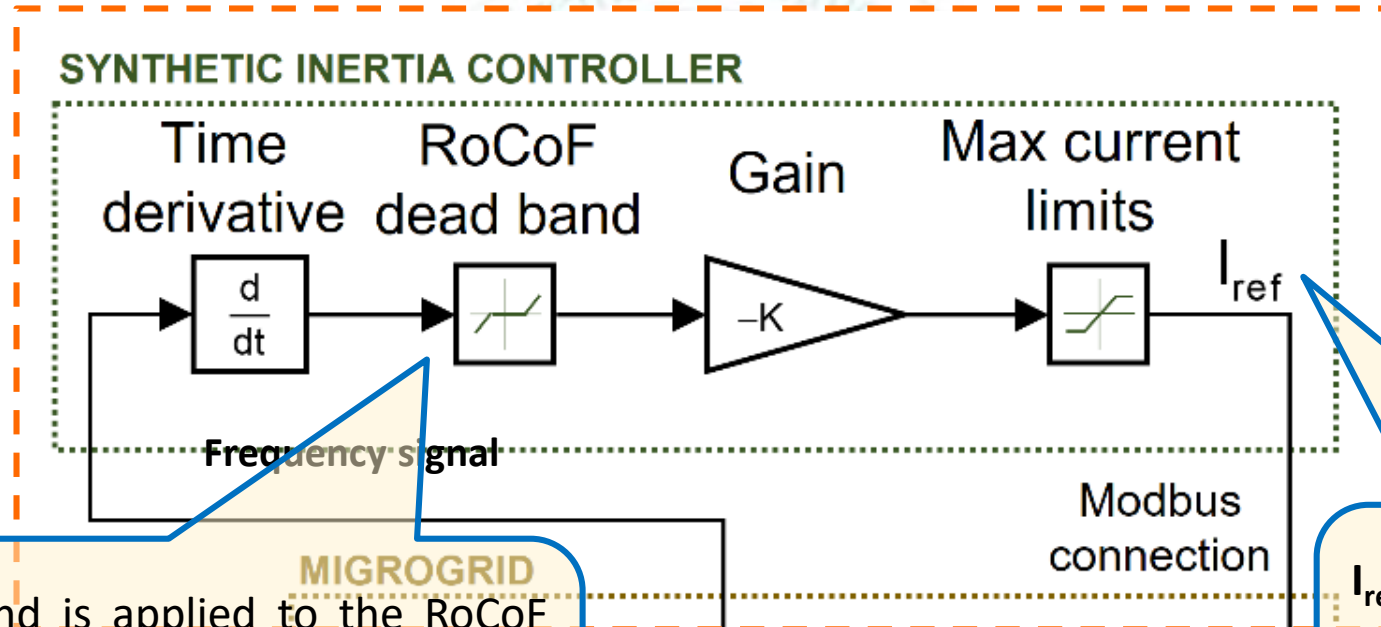 SYNTHETIC INERTIA CONTROLLER
Time
derivative
RoCoF
dead band
Gain
Max current
limits
d
dt
–K
Iref
Frequency signal
Modbus
connection
MIGROGRID
is applied to the RoCoF